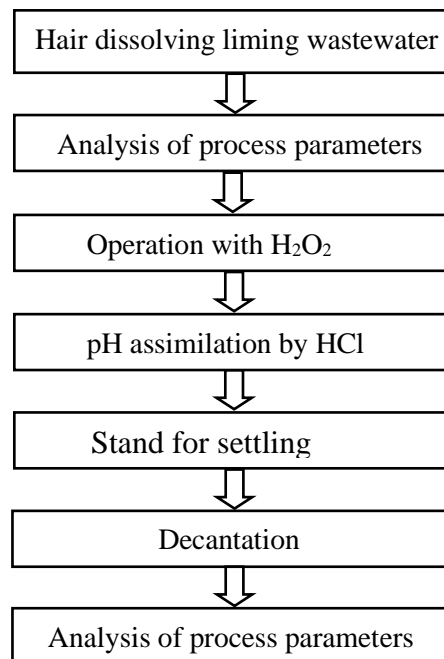 Hair dissolving liming wastewater
Analysis of process parameters
Operation with H₂O₂
pH assimilation by HCl
Stand for settling
Decantation
Analysis of process parameters